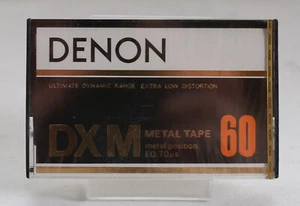 DENON
ULTIMATE DYNAMIC RANGE EXTRA LOW DISTORTION
DXM METAL TAPE 60
metal position
EQ.70μs